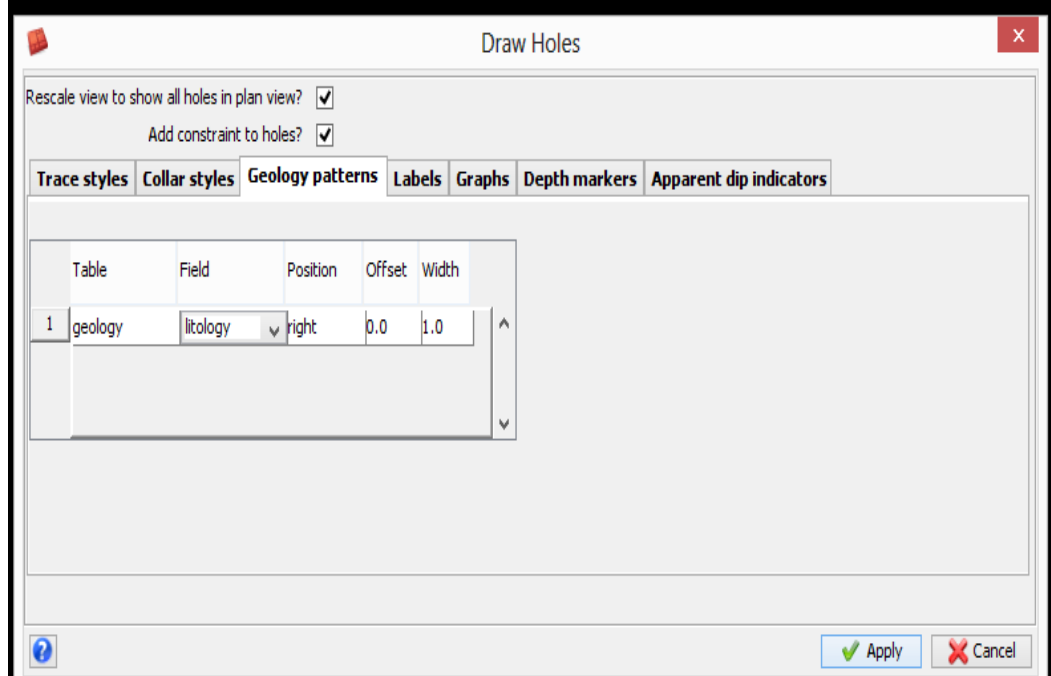 Draw Holes
x
Rescale view to show all holes in plan view?
Add constraint to holes?
Trace styles Collar styles Geology patterns Labels Graphs Depth markers Apparent dip indicators
Table Field Position Offset Width
1 geology litology right 0.0 1.0
? Apply Cancel